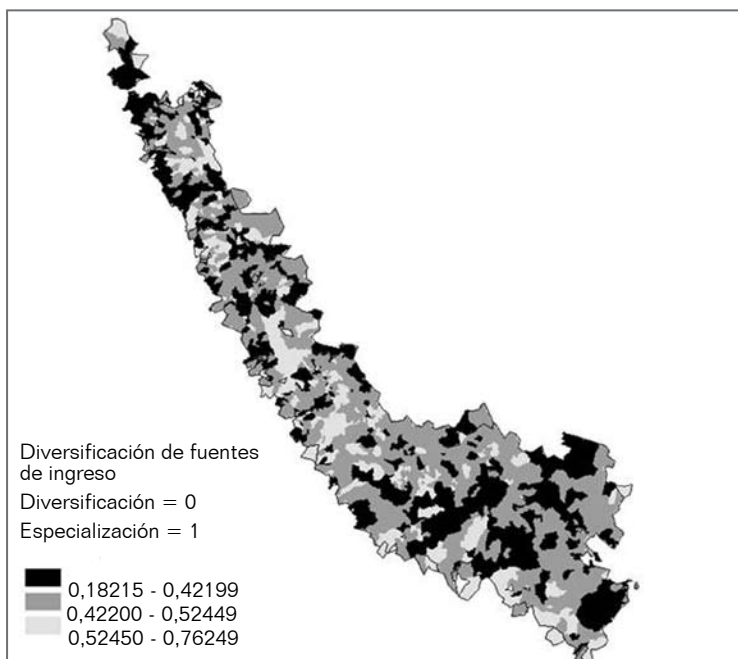 Diversificación de fuentes
de ingreso
Diversificación = 0
Especialización = 1
0,18215 - 0,42199
0,42200 - 0,52449
0,52450 - 0,76249